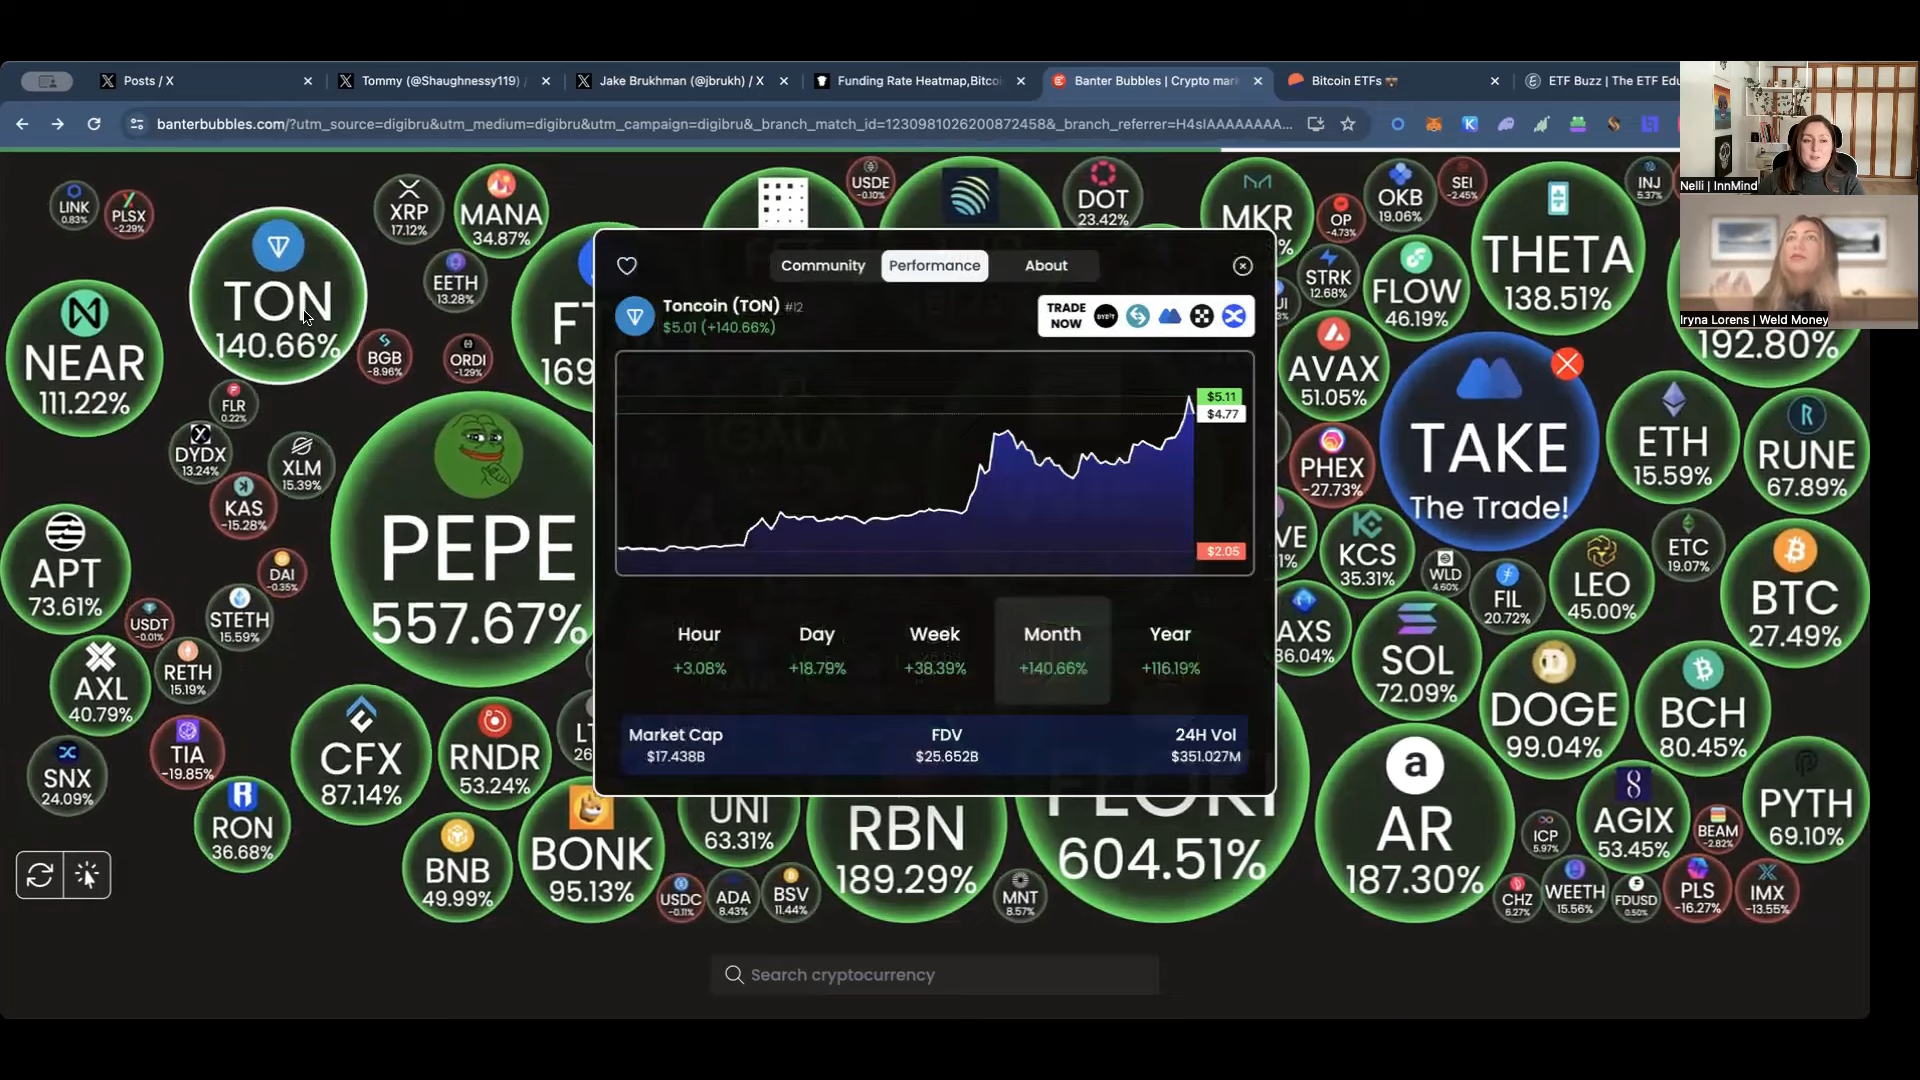 Posts / X
Tommy (@Shaughnessy119) /
Jake Brukhman (@jbrukh) / X
Funding Rate Heatmap,Bitcoi
Banter Bubbles | Crypto mar
Bitcoin ETFs
ETF Buzz | The ETF Edu
banterbubbles.com/?utm_source=digibru&utm_medium=digibru&utm_campaign=digibru&_branch_match_id=1230981026200872458&_branch_referrer=H4sIAAAAAAAA...
Nelli | InnMind
Iryna Lorens | Weld Money
LINK
0.83%
PLSX
-2.29%
TON
140.66%
XRP
17.12%
MANA
34.87%
EETH
13.28%
USDE
-0.10%
DOT
23.42%
MKR
OP
-4.73%
OKB
19.06%
SEI
-2.45%
THETA
138.51%
INJ
5.37%
192.80%
NEAR
111.22%
BGB
-8.96%
ORDI
-1.29%
FLR
0.22%
DYDX
13.24%
XLM
15.39%
KAS
-15.28%
FT
169
STRK
12.68%
FLOW
46.19%
AVAX
51.05%
PHEX
-27.73%
TAKE
The Trade!
ETH
15.59%
RUNE
67.89%
PEPE
557.67%
APT
73.61%
DAI
-0.35%
USDT
-0.01%
STETH
15.59%
RETH
15.19%
AXL
40.79%
TIA
-19.85%
SNX
24.09%
RON
36.68%
CFX
87.14%
RNDR
53.24%
LT
26
BNB
49.99%
BONK
95.13%
UNI
63.31%
USDC
-0.11%
ADA
8.43%
BSV
11.44%
RBN
189.29%
MNT
8.57%
604.51%
VE
KCS
35.31%
WLD
4.60%
FIL
20.72%
LEO
45.00%
ETC
19.07%
BTC
27.49%
AXS
36.04%
SOL
72.09%
DOGE
99.04%
BCH
80.45%
a
AR
187.30%
ICP
5.97%
AGIX
53.45%
BEAM
-2.82%
PYTH
69.10%
CHZ
6.27%
WEETH
15.56%
FDUSD
0.50%
PLS
-16.27%
IMX
-13.55%
Community
Performance
About
Toncoin (TON) #12
$5.01 (+140.66%)
TRADE
NOW
$5.11
$4.77
$2.05
Hour
Day
Week
Month
Year
+3.08%
+18.79%
+38.39%
+140.66%
+116.19%
Market Cap
FDV
24H Vol
$17.438B
$25.652B
$351.027M
Search cryptocurrency